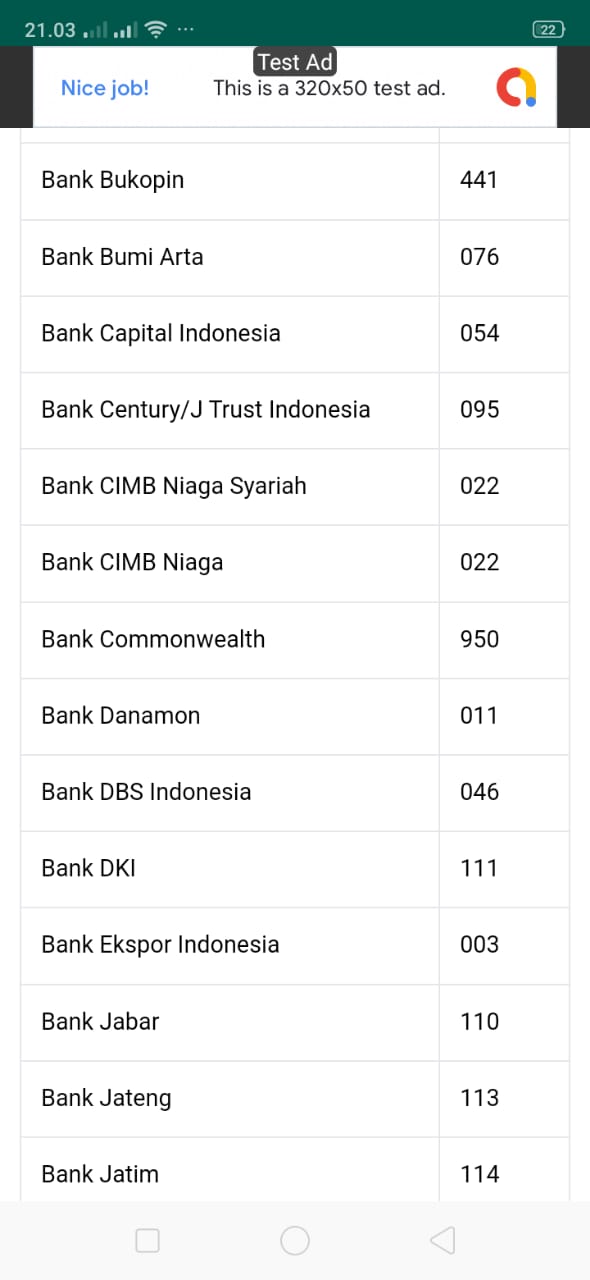 21.03
22
Test Ad
Nice job!
This is a 320x50 test ad.
Bank Bukopin 441
Bank Bumi Arta 076
Bank Capital Indonesia 054
Bank Century/J Trust Indonesia 095
Bank CIMB Niaga Syariah 022
Bank CIMB Niaga 022
Bank Commonwealth 950
Bank Danamon 011
Bank DBS Indonesia 046
Bank DKI 111
Bank Ekspor Indonesia 003
Bank Jabar 110
Bank Jateng 113
Bank Jatim 114